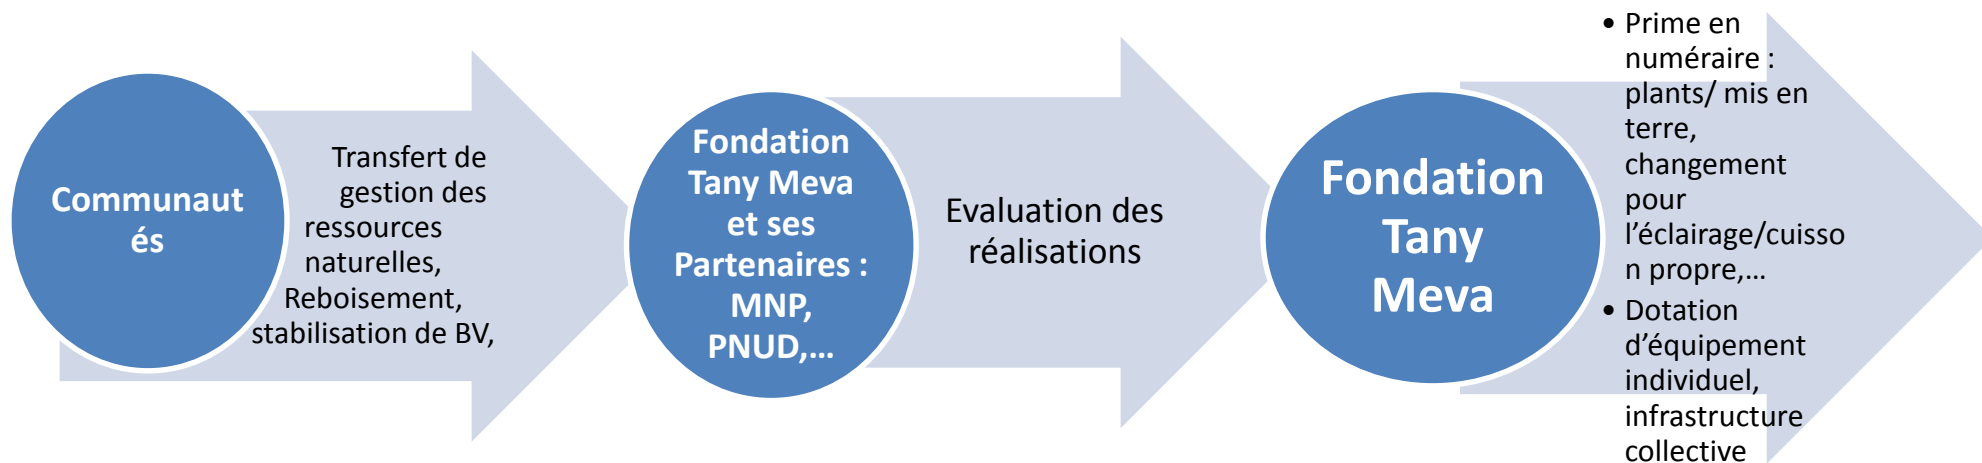 Communaut
és
Transfert de
gestion des
ressources
naturelles,
Reboisement,
stabilisation de BV,
Fondation
Tany Meva
et ses
Partenaires :
MNP,
PNUD,...
Evaluation des
réalisations
Fondation
Tany
Meva
• Prime en
numéraire :
plants/ mis en
terre,
changement
pour
l’éclairage/cuisso
n propre,...
• Dotation
d’équipement
individuel,
infrastructure
collective